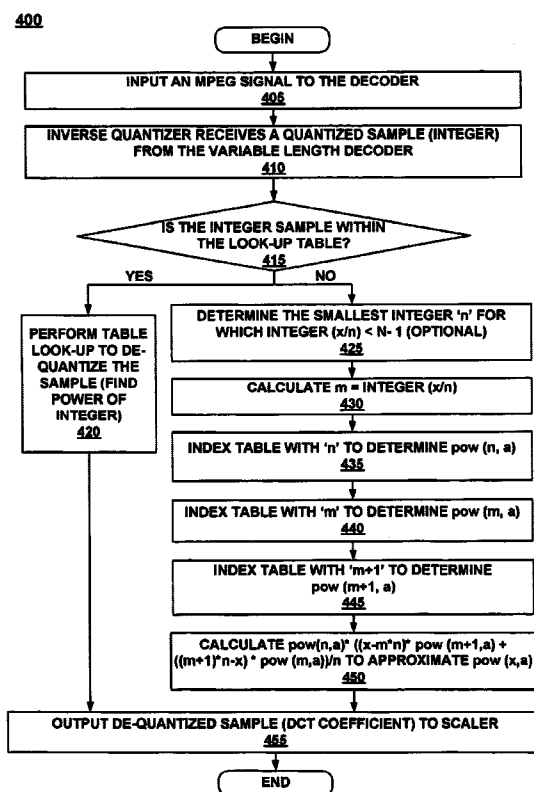 400
BEGIN
INPUT AN MPEG SIGNAL TO THE DECODER
405
INVERSE QUANTIZER RECEIVES A QUANTIZED SAMPLE (INTEGER)
FROM THE VARIABLE LENGTH DECODER
410
IS THE INTEGER SAMPLE WITHIN
THE LOOK-UP TABLE?
415
YES
NO
PERFORM TABLE
LOOK-UP TO DE-
QUANTIZE THE
SAMPLE (FIND
POWER OF
INTEGER)
420
DETERMINE THE SMALLEST INTEGER 'n' FOR
WHICH INTEGER (x/n) < N- 1 (OPTIONAL)
425
CALCULATE m = INTEGER (x/n)
430
INDEX TABLE WITH 'n' TO DETERMINE pow (n, a)
435
INDEX TABLE WITH 'm' TO DETERMINE pow (m, a)
440
INDEX TABLE WITH 'm+1' TO DETERMINE
pow (m+1, a)
445
CALCULATE pow(n,a)* ((x-m*n)* pow (m+1,a) +
((m+1)*n-x) * pow (m,a))/n TO APPROXIMATE pow (x,a)
450
OUTPUT DE-QUANTIZED SAMPLE (DCT COEFFICIENT) TO SCALER
455
END